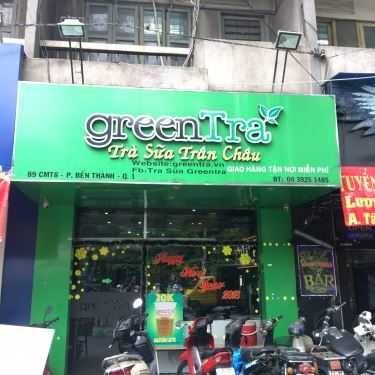 greenTra
Trà Sữa Trân Châu
Website:greentra.vn
Fb:Trà Sữa Greentra
GIAO HÀNG TẬN NƠI MIỄN PHÍ
89 CMT8 - P. BẾN THÀNH - Q. 1
ĐT: 08 3925 1485
Happy
New
Year
10K
BAR